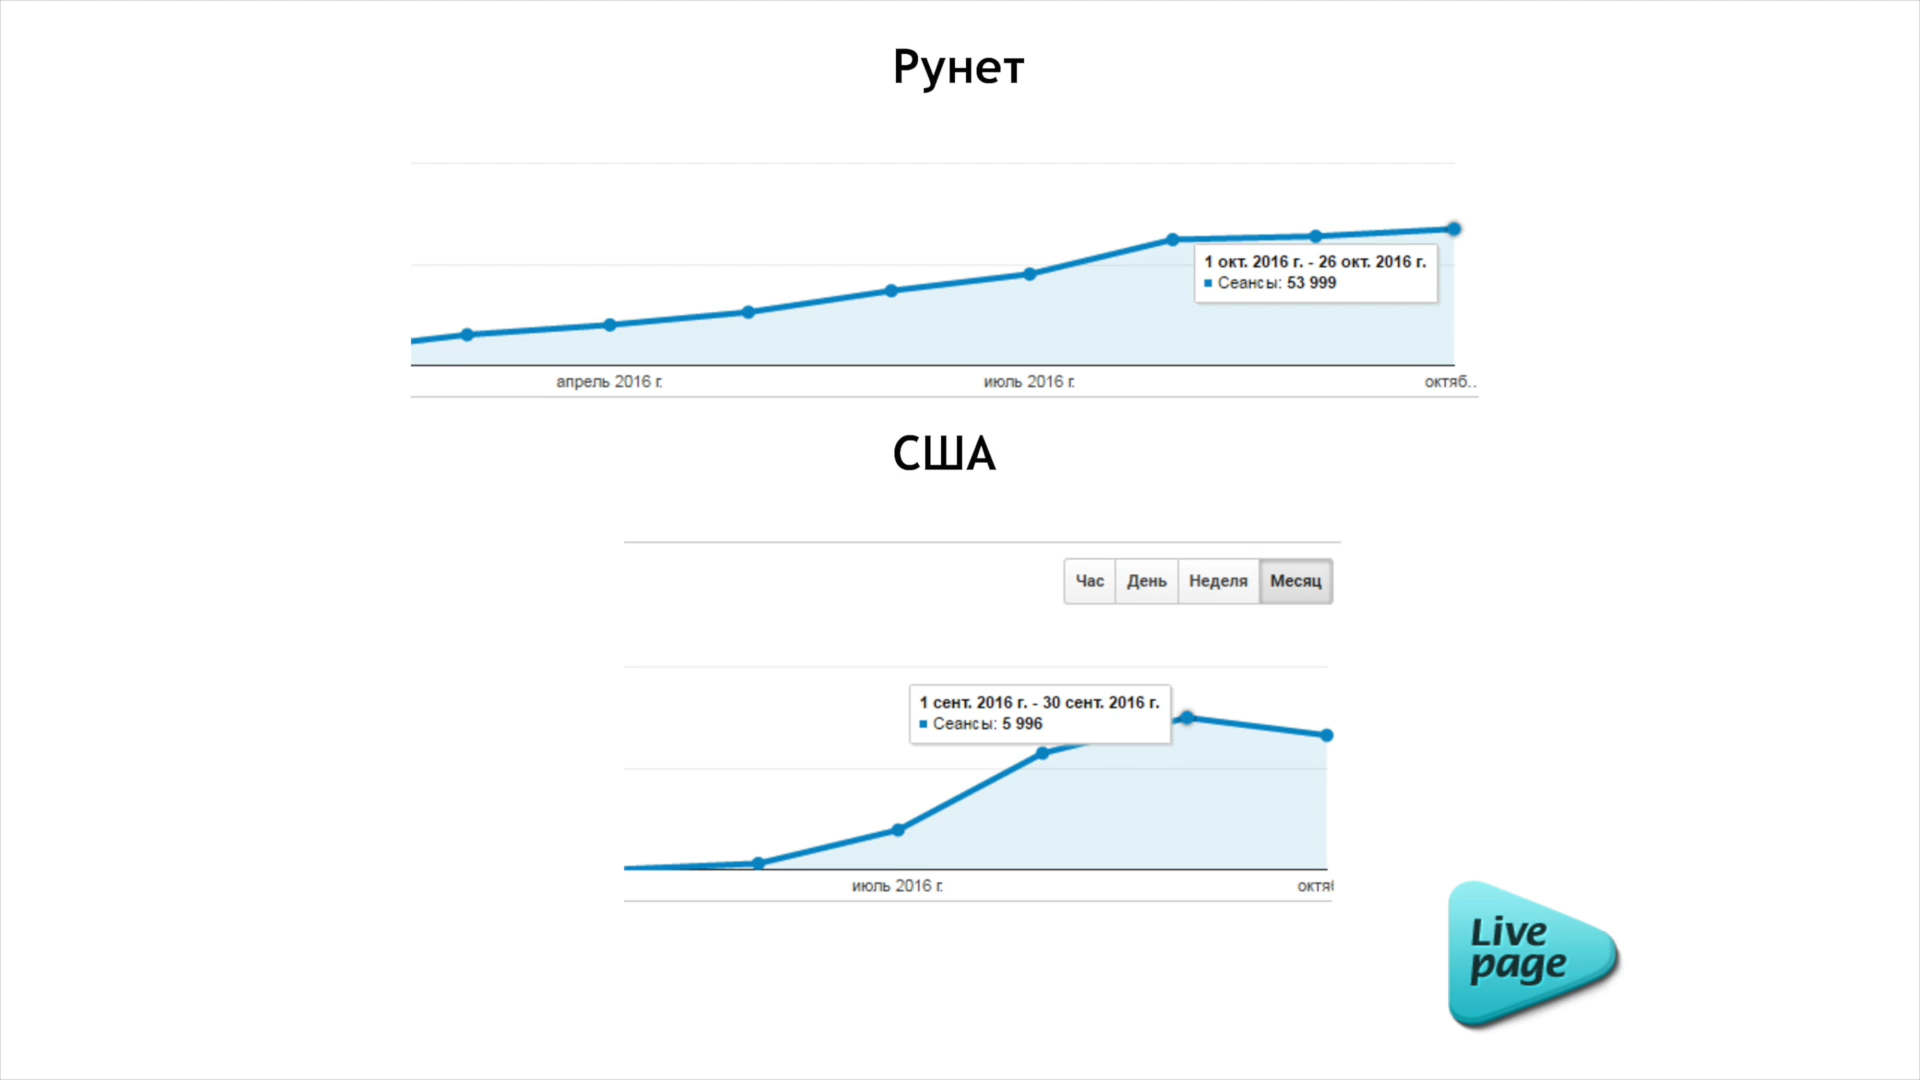 Рунет
1 окт. 2016 г. - 26 окт. 2016 г.
Сеансы: 53 999
апрель 2016 г.
июль 2016 г.
октяб..
США
Час
День
Неделя
Месяц
1 сент. 2016 г. - 30 сент. 2016 г.
Сеансы: 5 996
июль 2016 г.
октя
Live
page